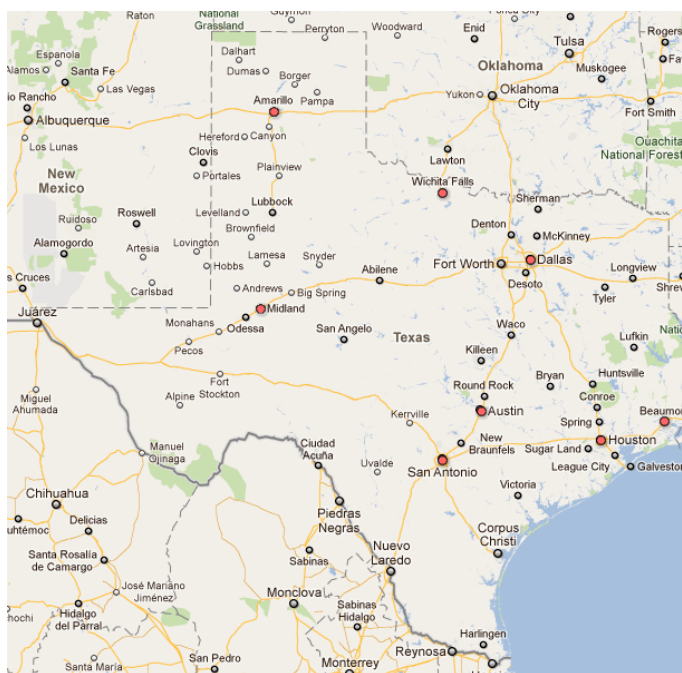 Raton
National
Grassland
Guymon
Perryton
Woodward
Enid
Ponca City
Rogers
Espanola
Alamos
Santa Fe
Las Vegas
Dalhart
Dumas
Borger
Pampa
Oklahoma
Tulsa
Muskogee
Fay
io Rancho
Albuquerque
Amarillo
Yukon
Oklahoma
City
Fort Smith
Los Lunas
Hereford
Canyon
Clovis
Portales
Plainview
Lawton
Ouachita
National Forest
New
Mexico
Wichita Falls
Ruidoso
Roswell
Levelland
Lubbock
Brownfield
Sherman
Alamogordo
Artesia
Lovington
Hobbs
Lamesa
Snyder
Denton
McKinney
s Cruces
Carlsbad
Andrews
Big Spring
Abilene
Fort Worth
Dallas
Desoto
Longview
Tyler
Shrev
Juárez
Monahans
Odessa
Midland
San Angelo
Texas
Waco
Lufkin
Nati
Pecos
Killeen
Miguel
Ahumada
Alpine
Fort
Stockton
Round Rock
Bryan
Huntsville
Conroe
Kerrville
Austin
Spring
Beaumo
Manuel
Ojinaga
Ciudad
Acuña
Uvalde
San Antonio
New
Braunfels
Sugar Land
Houston
League City
Galveston
Chihuahua
Victoria
uhtémoc
Delicias
Piedras
Negras
Corpus
Christi
Santa Rosalía
de Camargo
Sabinas
Nuevo
Laredo
José Mariano
Jiménez
Monclova
Sabinas
Hidalgo
ochi
Hidalgo
del Parral
Santa María
San Pedro
Monterrey
Reynosa
Harlingen